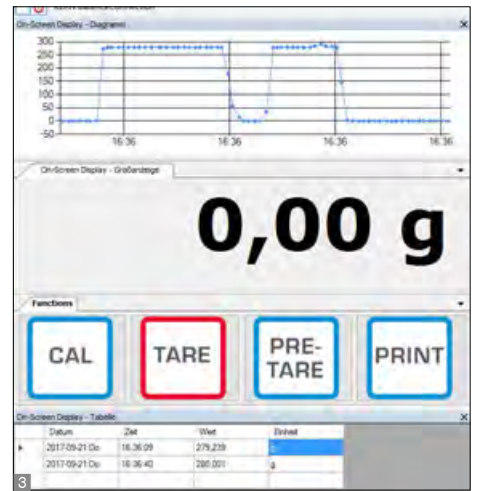 On-Screen Display - Diagramm
300
250
200
150
100
50
0
-50
16:36 16:36 16:36 16:36
On-Screen Display - Großanzeige
0,00 g
Functions
CAL TARE PRE-TARE PRINT
On-Screen Display - Tabelle
Datum Zeit Wert Einheit
2017-09-21 Do 16:36:09 279,239 g
2017-09-21 Do 16:36:40 280,001 g
3